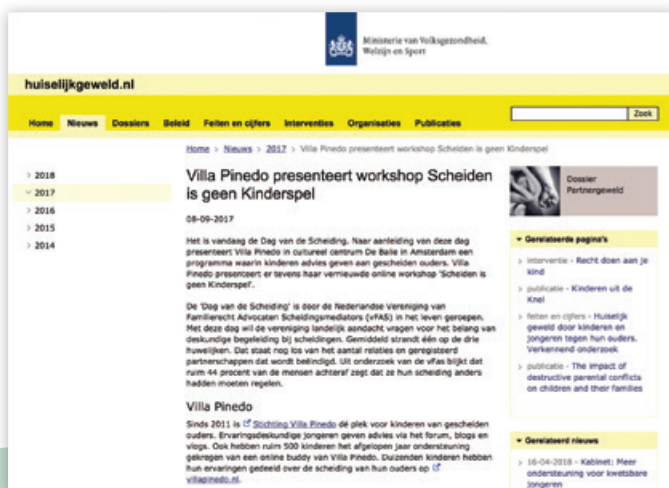 Ministerie van Volksgezondheid,
Welzijn en Sport
huiselijkgeweld.nl
Home Nieuws Dossiers Beleid Feiten en cijfers Interventies Organisaties Publicaties
Zoek
Home > Nieuws > 2017 > Villa Pinedo presenteert workshop Scheiden is geen Kinderspel
> 2018
2017
> 2016
> 2015
> 2014
Villa Pinedo presenteert workshop Scheiden
is geen Kinderspel
08-09-2017
Het is vandaag de Dag van de Scheiding. Naar aanleiding van deze dag
presenteert Villa Pinedo in cultureel centrum De Balie in Amsterdam een
programma waarin kinderen advies geven aan gescheiden ouders. Villa
Pinedo presenteert er tevens haar vernieuwde online workshop 'Scheiden is
geen Kinderspel'.
De 'Dag van de Scheiding' is door de Nederlandse Vereniging van
Familierecht Advocaten Scheidingsmediators (vFAS) in het leven geroepen.
Met deze dag wil de vereniging landelijk aandacht vragen voor het belang van
deskundige begeleiding bij scheidingen. Gemiddeld strandt één op de drie
huwelijken. Dat staat nog los van het aantal relaties en geregistreerd
partnerschappen dat wordt beëindigd. Uit onderzoek van de vFas blijkt dat
ruim 44 procent van de mensen achteraf zegt dat ze hun scheiding anders
hadden moeten regelen.
Villa Pinedo
Sinds 2011 is Stichting Villa Pinedo dé plek voor kinderen van gescheiden
ouders. Ervaringsdeskundige jongeren geven advies via het forum, blogs en
vlogs. Ook hebben ruim 500 kinderen het afgelopen jaar ondersteuning
gekregen van een online buddy van Villa Pinedo. Duizenden kinderen hebben
hun ervaringen gedeeld over de scheiding van hun ouders op
villapinedo.nl.
Dossier
Partnergeweld
Gerelateerde pagina's
> interventie - Recht doen aan je
kind
> publicatie - Kinderen uit de
Knel
> feiten en cijfers - Huiselijk
geweld door kinderen en
jongeren tegen hun ouders.
Verkennend onderzoek
> publicatie - The impact of
destructive parental conflicts
on children and their families
Gerelateerd nieuws
> 16-04-2018 - Kabinet: Meer
ondersteuning voor kwetsbare
jongeren